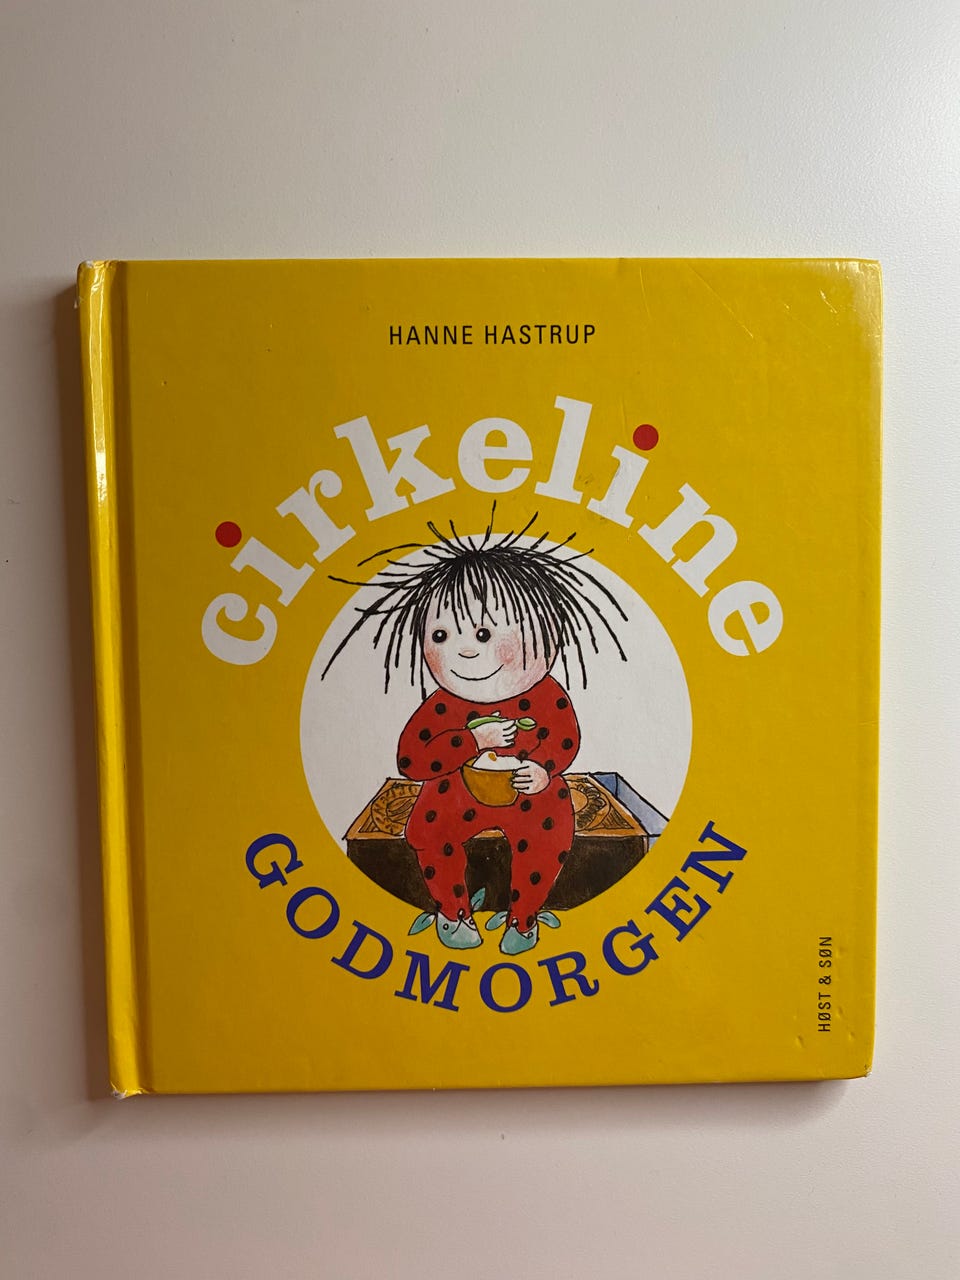 HANNE HASTRUP
cirkeline
GODMORGEN
HØST & SØN